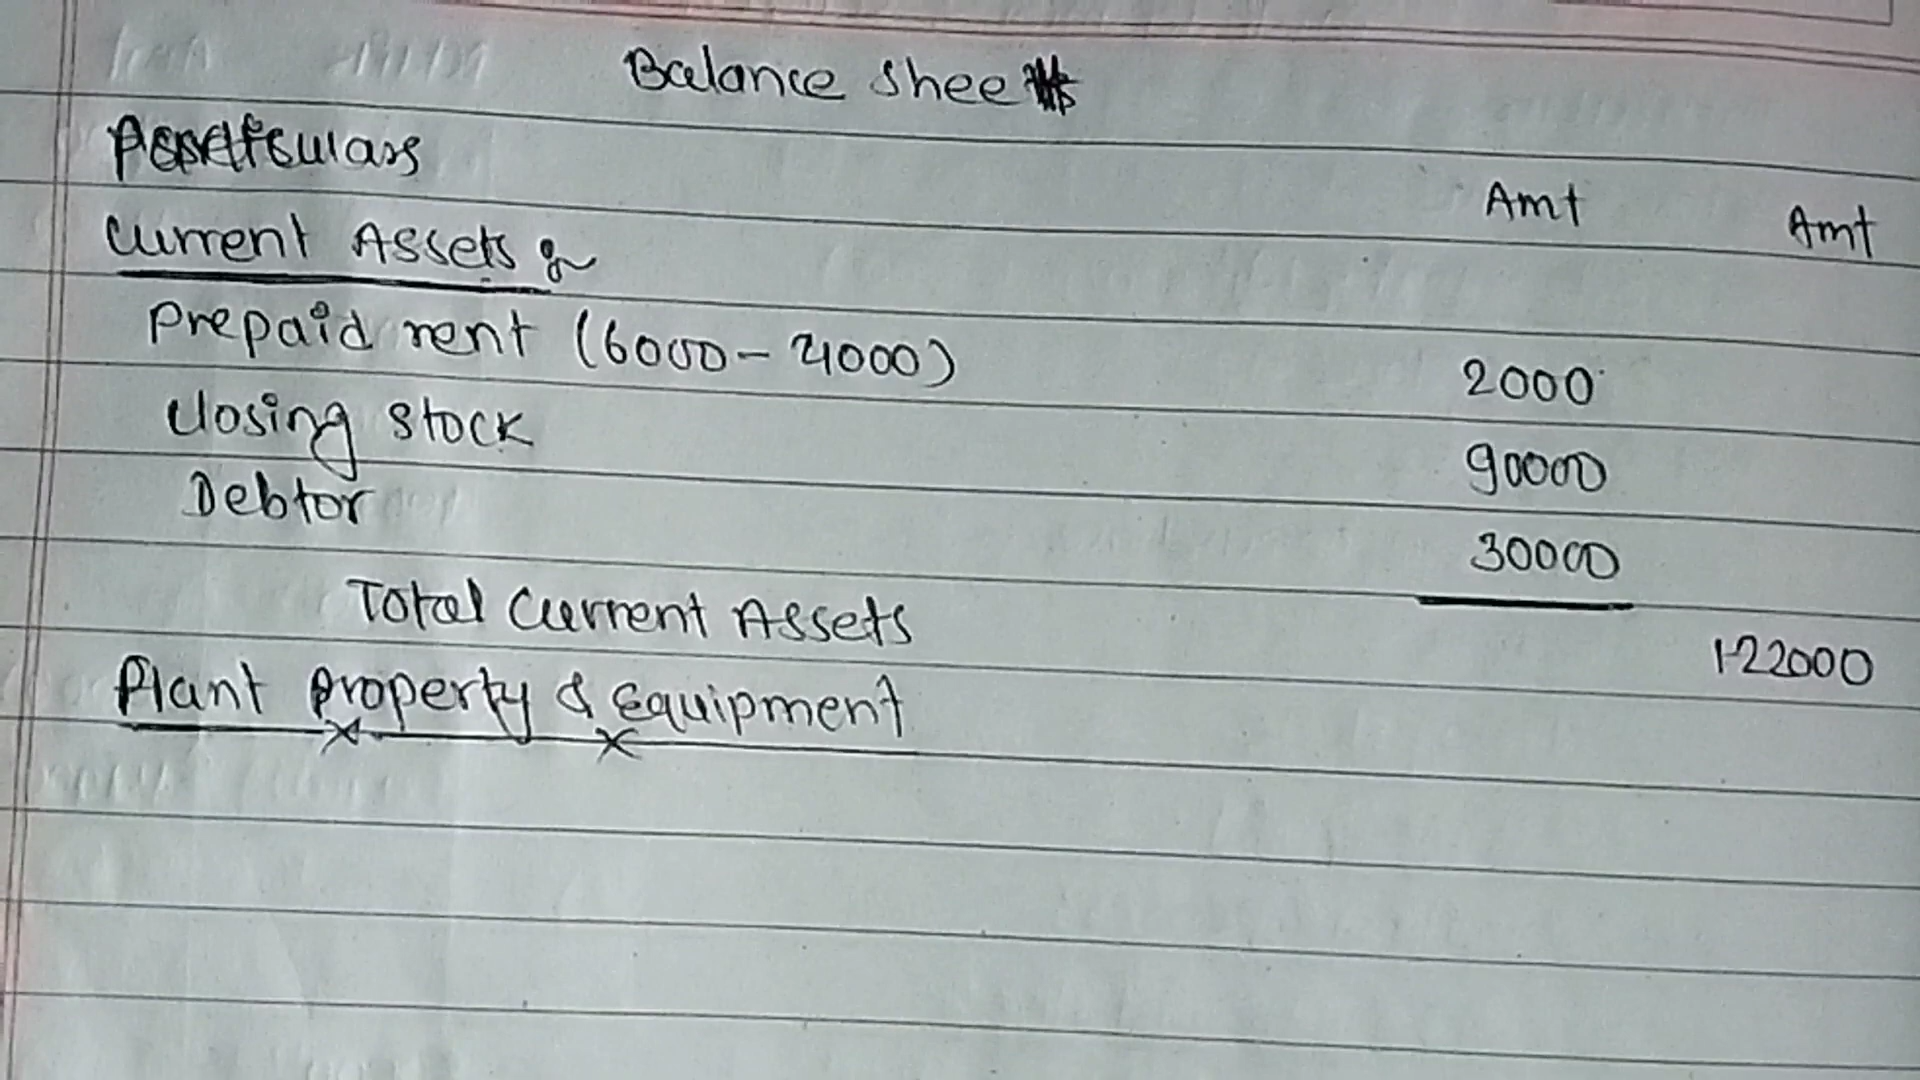 Balance sheet
Particulars Amt Amt
Current Assets
Prepaid rent (6000-4000) 2000
Closing stock 90000
Debtor 30000
Total Current Assets 122000
Plant Property & Equipment